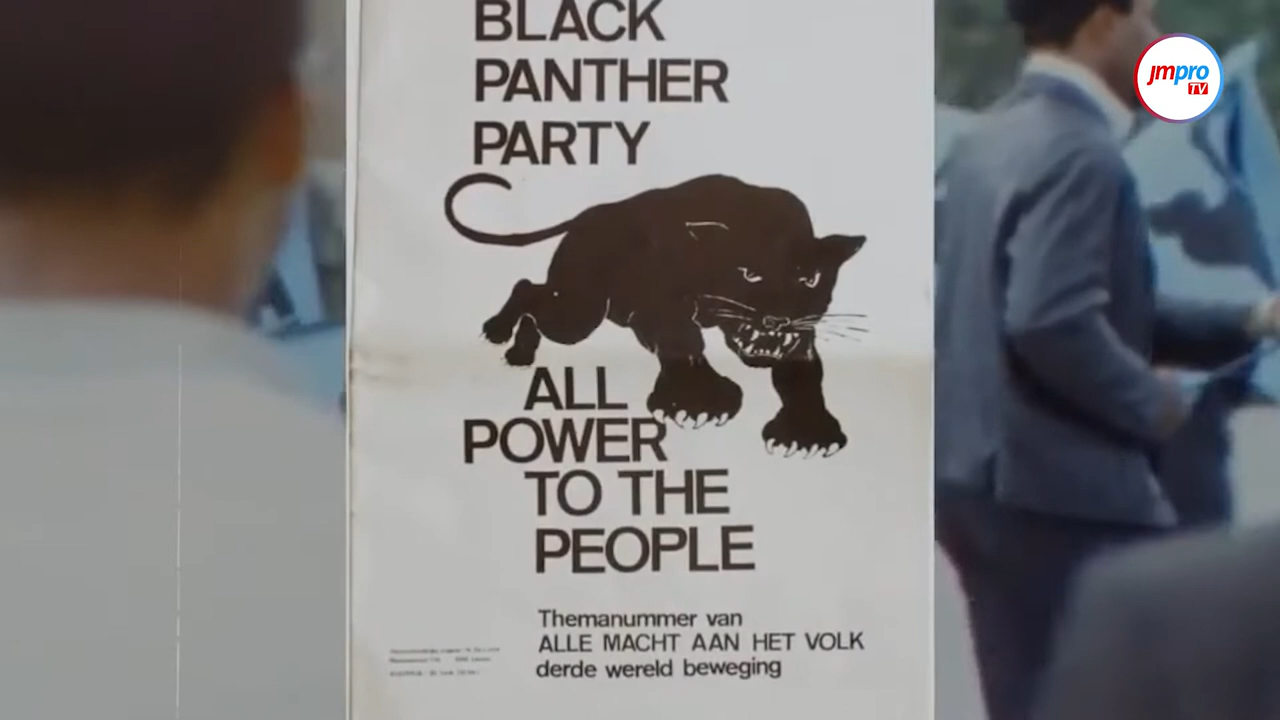 BLACK
PANTHER
PARTY
ALL
POWER
TO THE
PEOPLE
Themanummer van
ALLE MACHT AAN HET VOLK
derde wereld beweging
jmpro
TV